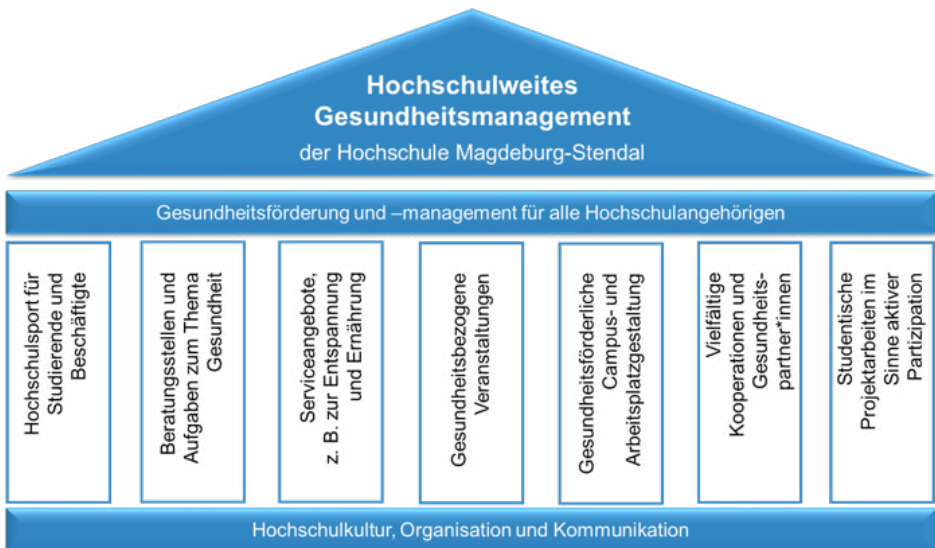 Hochschulweites
Gesundheitsmanagement
der Hochschule Magdeburg-Stendal
Gesundheitsförderung und –management für alle Hochschulangehörigen
Hochschulsport für
Studierende und
Beschäftigte
Beratungsstellen und
Aufgaben zum Thema
Gesundheit
Serviceangebote,
z. B. zur Entspannung
und Ernährung
Gesundheitsbezogene
Veranstaltungen
Gesundheitsförderliche
Campus- und
Arbeitsplatzgestaltung
Vielfältige
Kooperationen und
Gesundheits-
partner*innen
Studentische
Projektarbeiten im
Sinne aktiver
Partizipation
Hochschulkultur, Organisation und Kommunikation